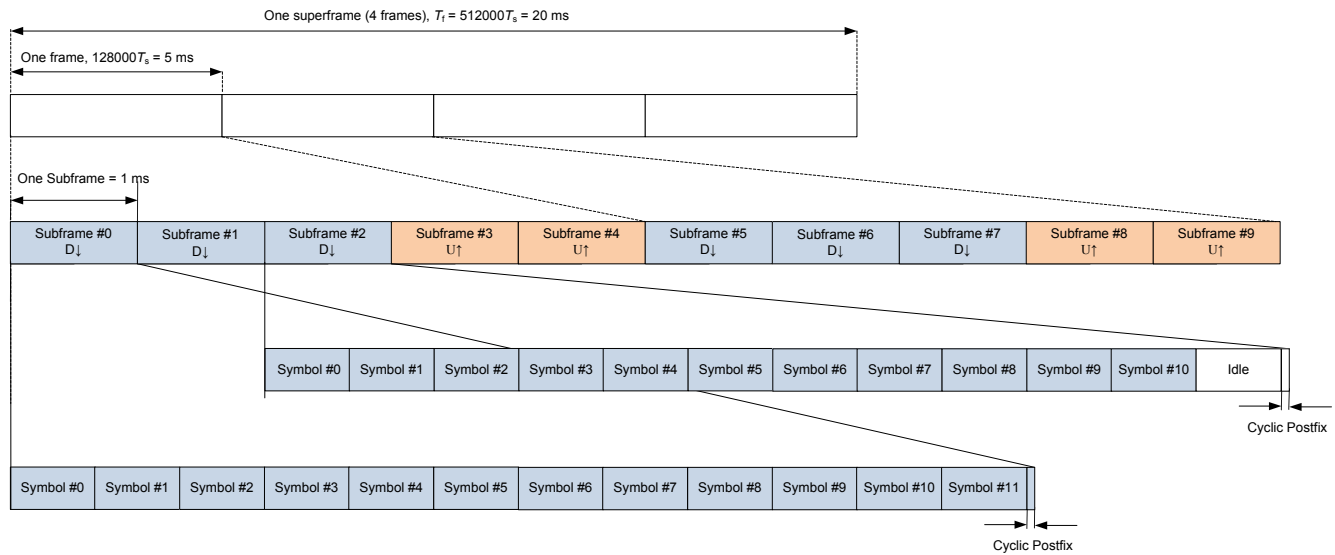 One superframe (4 frames), Tf = 512000Ts = 20 ms
One frame, 128000Ts = 5 ms
One Subframe = 1 ms
Subframe #0 Subframe #1 Subframe #2 Subframe #3 Subframe #4 Subframe #5 Subframe #6 Subframe #7 Subframe #8 Subframe #9
D↓ D↓ D↓ U↑ U↑ D↓ D↓ D↓ U↑ U↑
Symbol #0 Symbol #1 Symbol #2 Symbol #3 Symbol #4 Symbol #5 Symbol #6 Symbol #7 Symbol #8 Symbol #9 Symbol #10 Idle
Cyclic Postfix
Symbol #0 Symbol #1 Symbol #2 Symbol #3 Symbol #4 Symbol #5 Symbol #6 Symbol #7 Symbol #8 Symbol #9 Symbol #10 Symbol #11
Cyclic Postfix